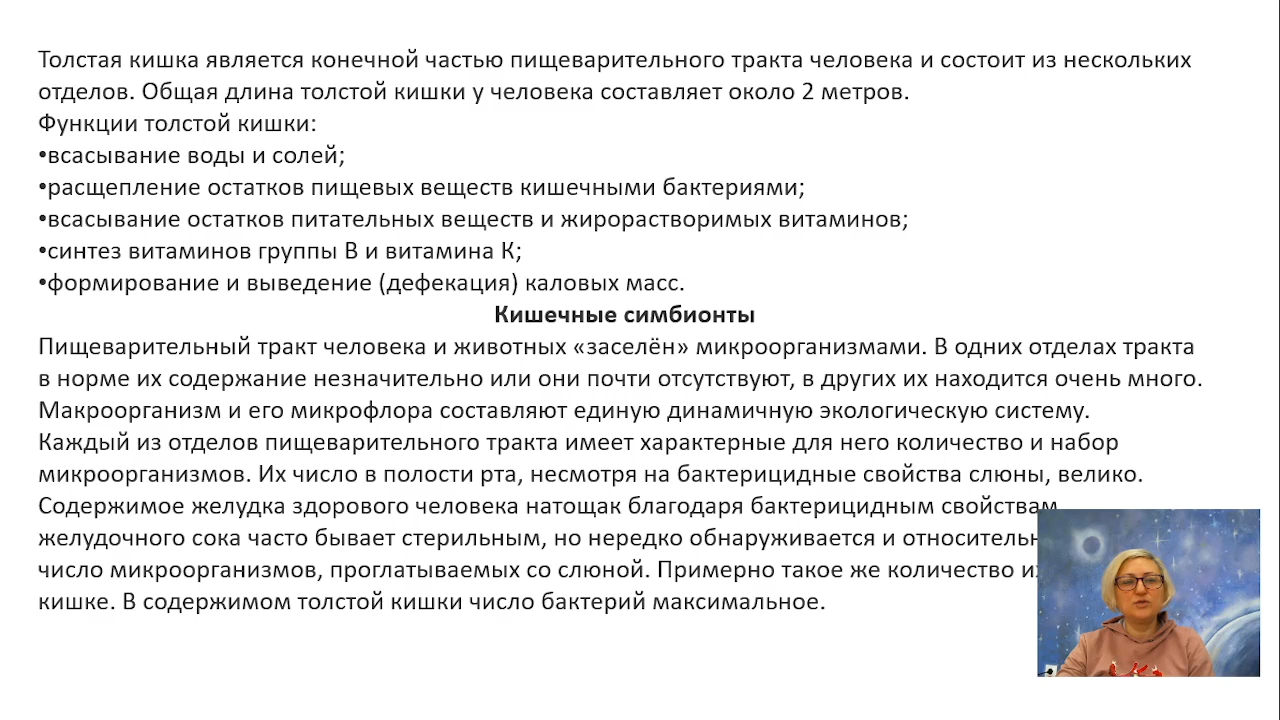 Толстая кишка является конечной частью пищеварительного тракта человека и состоит из нескольких
отделов. Общая длина толстой кишки у человека составляет около 2 метров.
Функции толстой кишки:
•всасывание воды и солей;
•расщепление остатков пищевых веществ кишечными бактериями;
•всасывание остатков питательных веществ и жирорастворимых витаминов;
•синтез витаминов группы В и витамина К;
•формирование и выведение (дефекация) каловых масс.
Кишечные симбионты
Пищеварительный тракт человека и животных «заселён» микроорганизмами. В одних отделах тракта
в норме их содержание незначительно или они почти отсутствуют, в других их находится очень много.
Макроорганизм и его микрофлора составляют единую динамичную экологическую систему.
Каждый из отделов пищеварительного тракта имеет характерные для него количество и набор
микроорганизмов. Их число в полости рта, несмотря на бактерицидные свойства слюны, велико.
Содержимое желудка здорового человека натощак благодаря бактерицидным свойствам
желудочного сока часто бывает стерильным, но нередко обнаруживается и
число микроорганизмов, проглатываемых со слюной. Примерно такое же количество
кишке. В содержимом толстой кишки число бактерий максимальное.